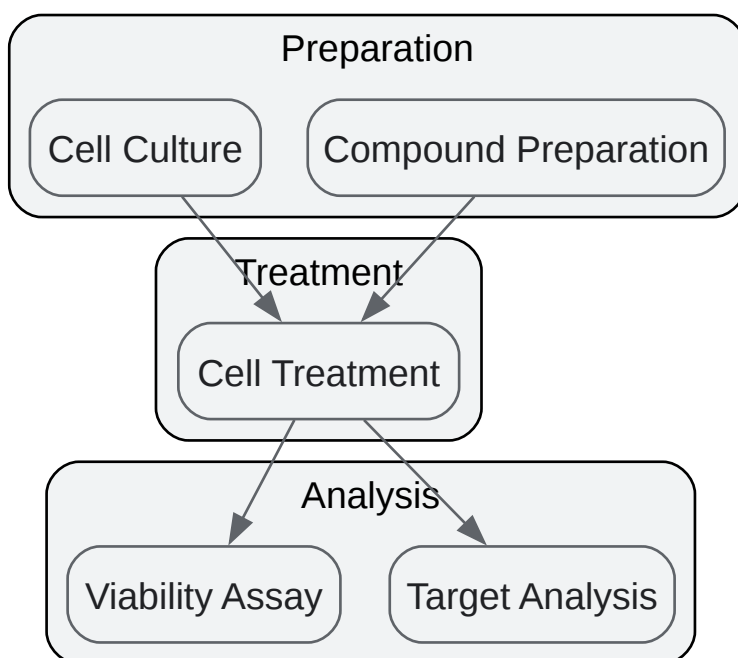 Preparation
Cell Culture
Compound Preparation
Treatment
Cell Treatment
Analysis
Viability Assay
Target Analysis